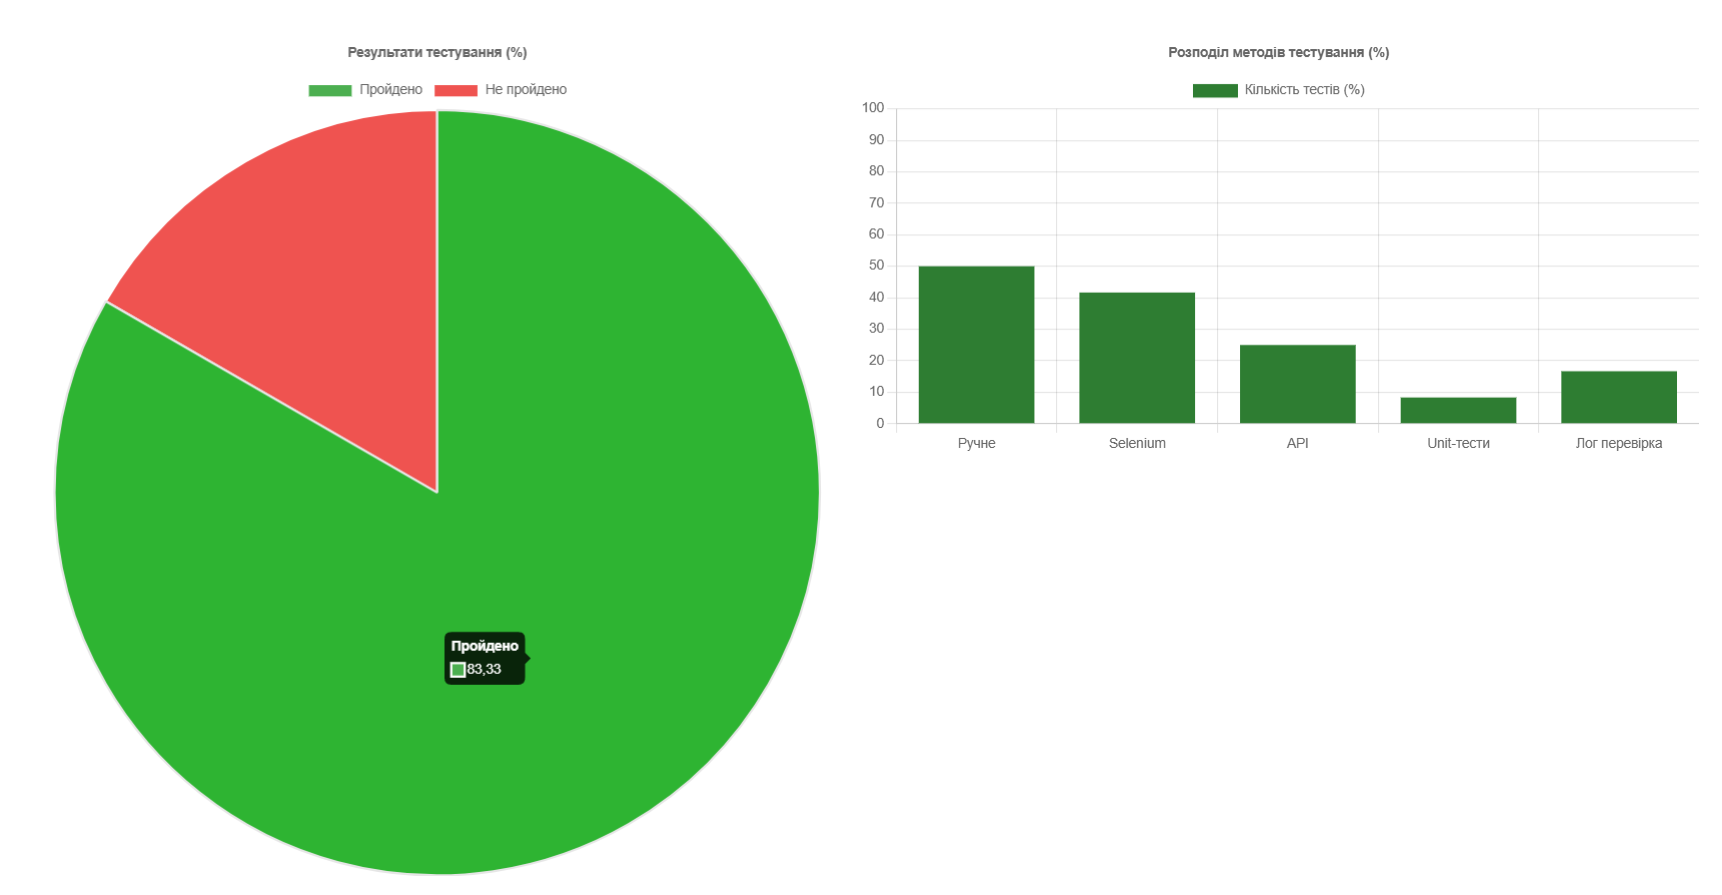 Результати тестування (%)
Пройдено
Не пройдено
Пройдено
83,33
Розподіл методів тестування (%)
Кількість тестів (%)
100
90
80
70
60
50
40
30
20
10
0
Ручне
Selenium
API
Unit-тести
Лог перевірка